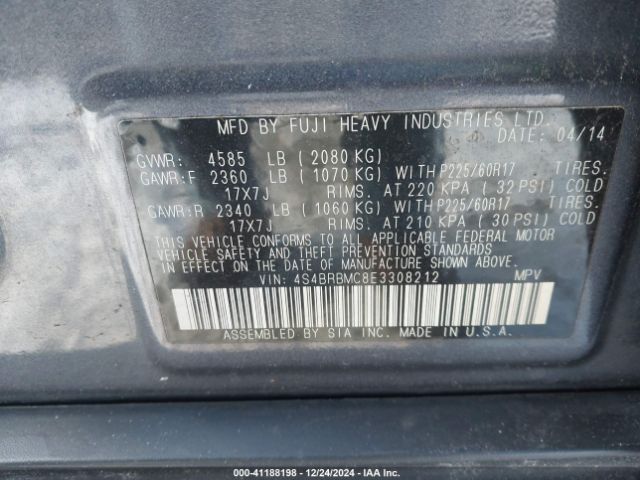 MFD BY FUJI HEAVY INDUSTRIES LTD.
DATE: 04/14
GVWR: 4585 LB (2080 KG)
GAWR:F 2360 LB (1070 KG) WITH P225/60R17 TIRES.
17X7J RIMS. AT 220 KPA (32 PSI) COLD
GAWR:R 2340 LB (1060 KG) WITH P225/60R17 TIRES.
17X7J RIMS. AT 210 KPA (30 PSI) COLD
THIS VEHICLE CONFORMS TO ALL APPLICABLE FEDERAL MOTOR
VEHICLE SAFETY AND THEFT PREVENTION STANDARDS
IN EFFECT ON THE DATE OF MANUFACTURE SHOWN ABOVE.
VIN: 4S4BRBMC8E3308212 MPV
ASSEMBLED BY SIA INC. MADE IN U.S.A.
000-41188198 - 12/24/2024 - IAA Inc.